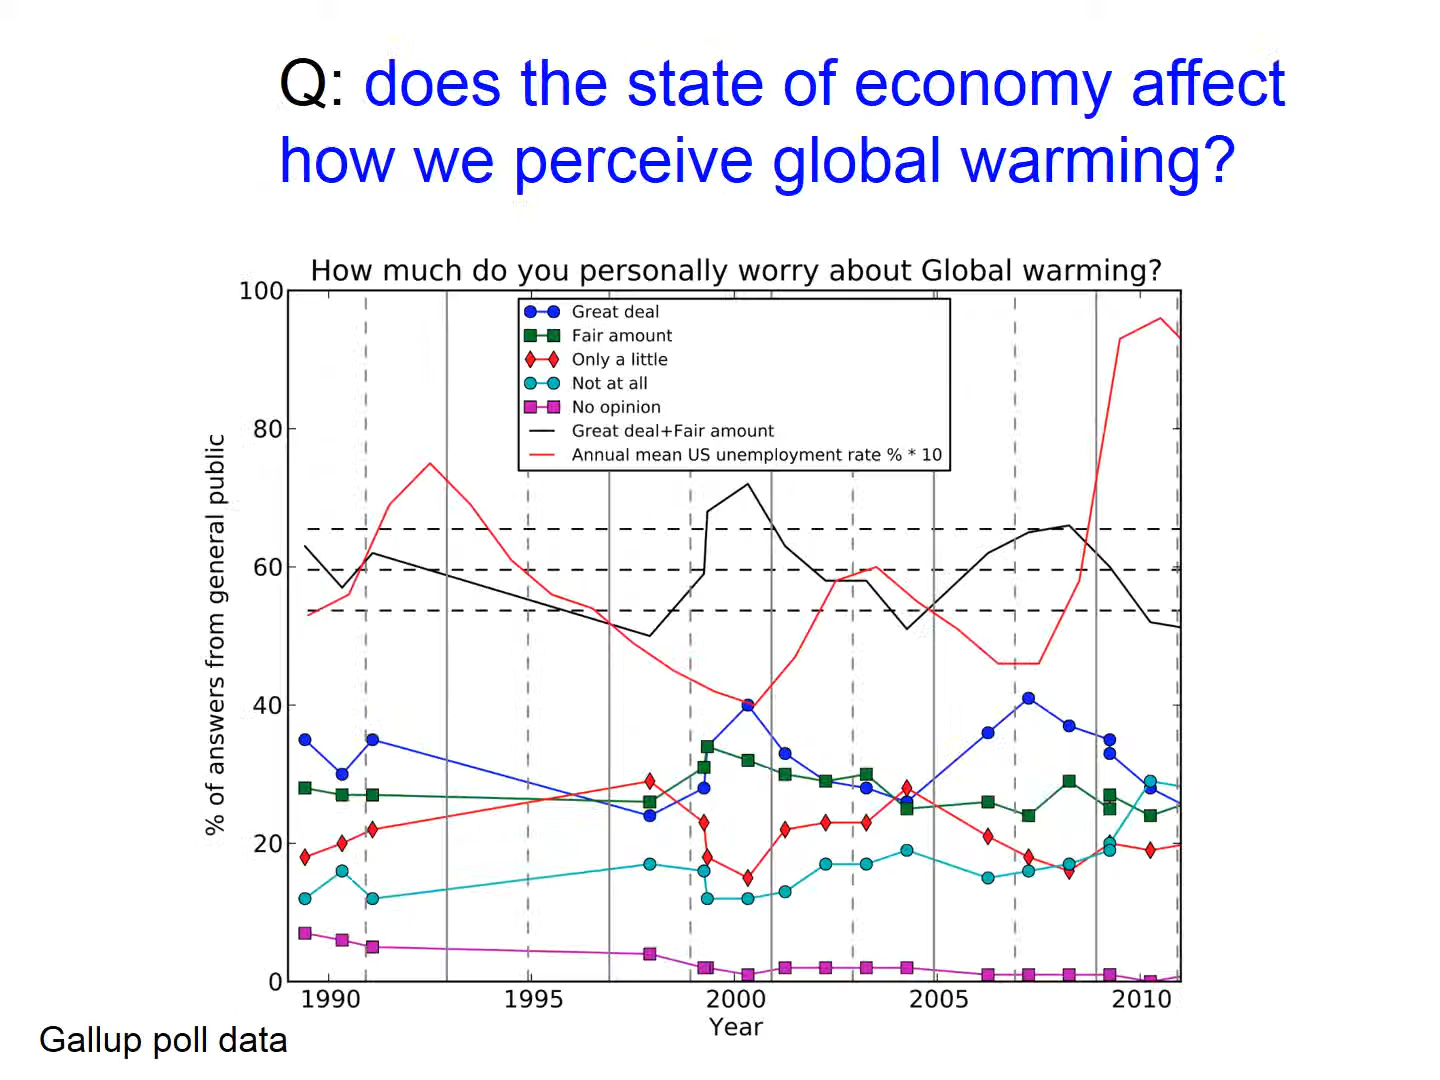 Q: does the state of economy affect
how we perceive global warming?
How much do you personally worry about Global warming?
100
80
60
40
20
0
% of answers from general public
Great deal
Fair amount
Only a little
Not at all
No opinion
Great deal+Fair amount
Annual mean US unemployment rate % * 10
1990
1995
2000
2005
2010
Year
Gallup poll data